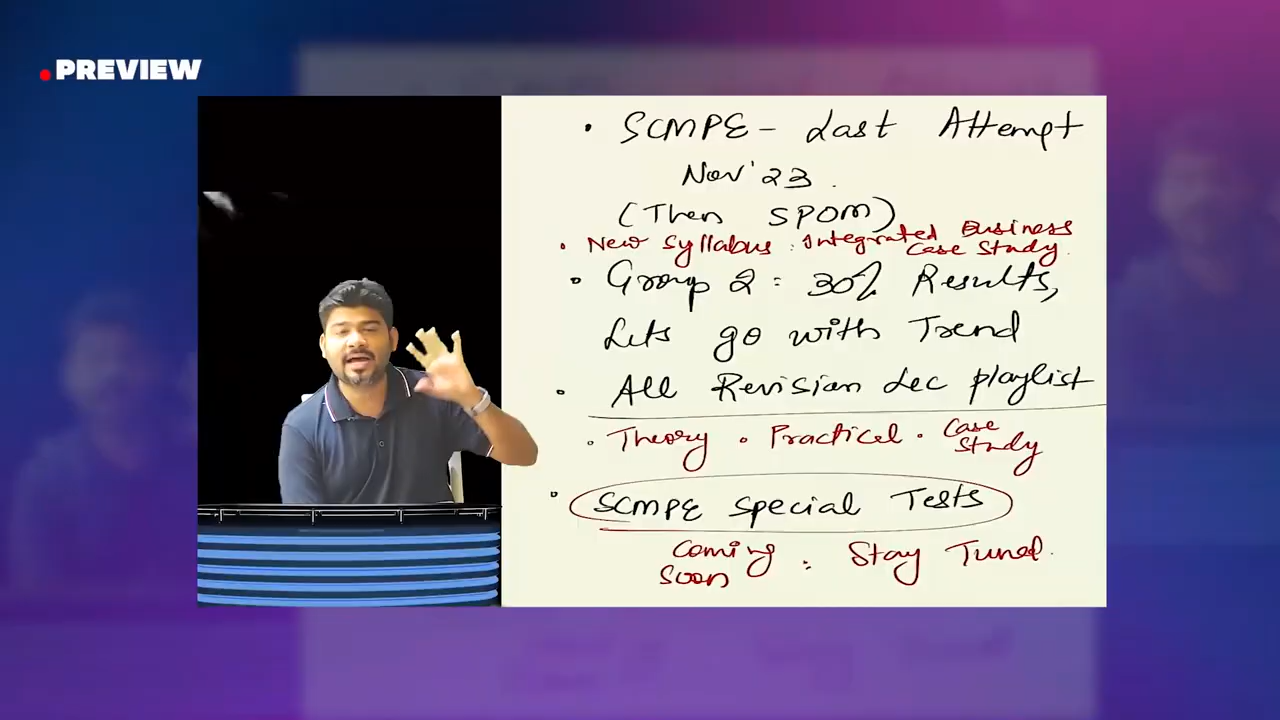 PREVIEW
• SCMPE - Last Attempt
Nov'23.
(Then SPOM)
• New Syllabus : Integrated Business
Case Study.
• Group 2 : 30% Results,
Lets go with Trend
• All Revision Lec playlist
• Theory • Practical • Case
Study
• SCMPE Special Tests
Coming : Stay Tuned.
Soon